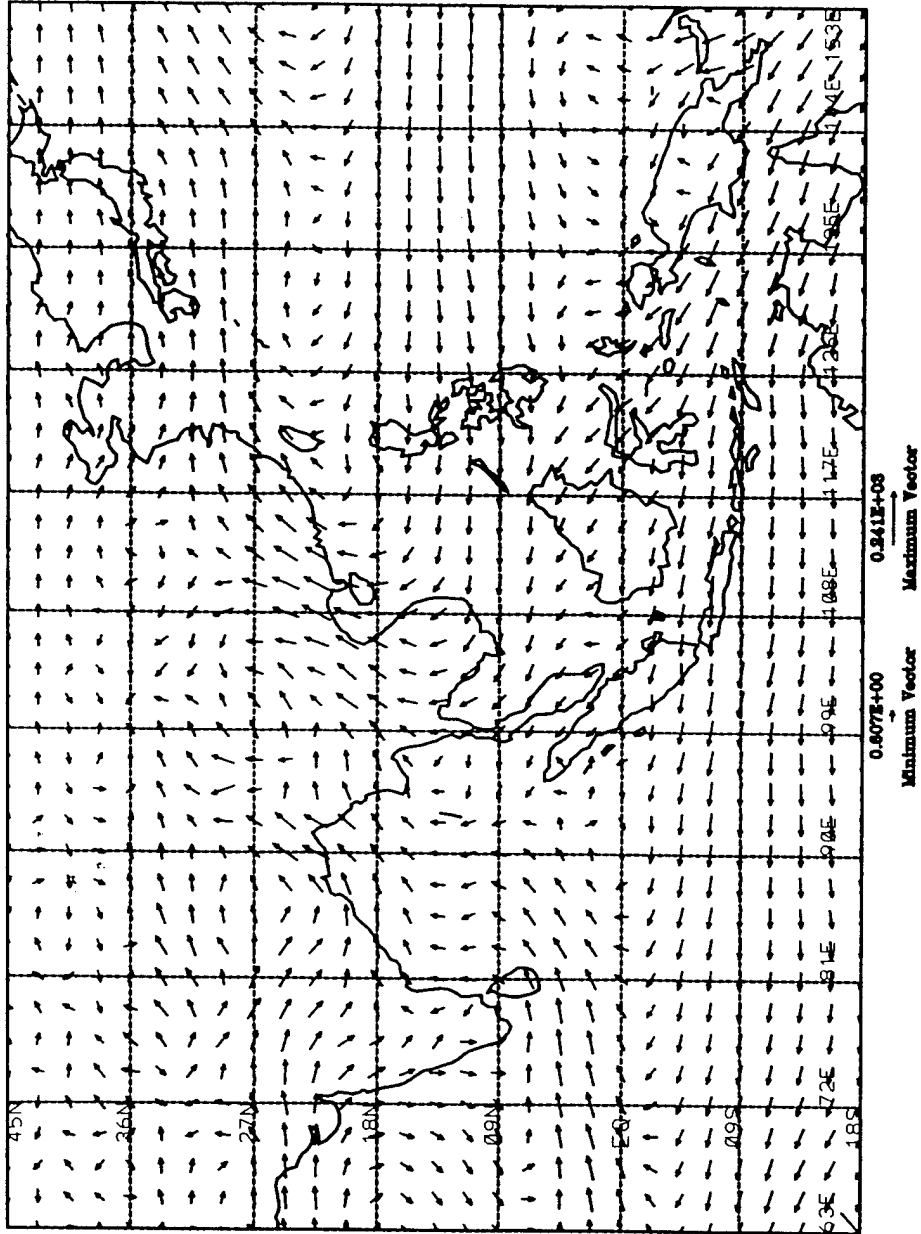 45N
36N
27N
18N
09N
EQ
09S
18S
63E
72E
81E
90E
99E
108E
117E
126E
135E
144E
153E
0.607E+00
Minimum Vector
0.241E+03
Maximum Vector